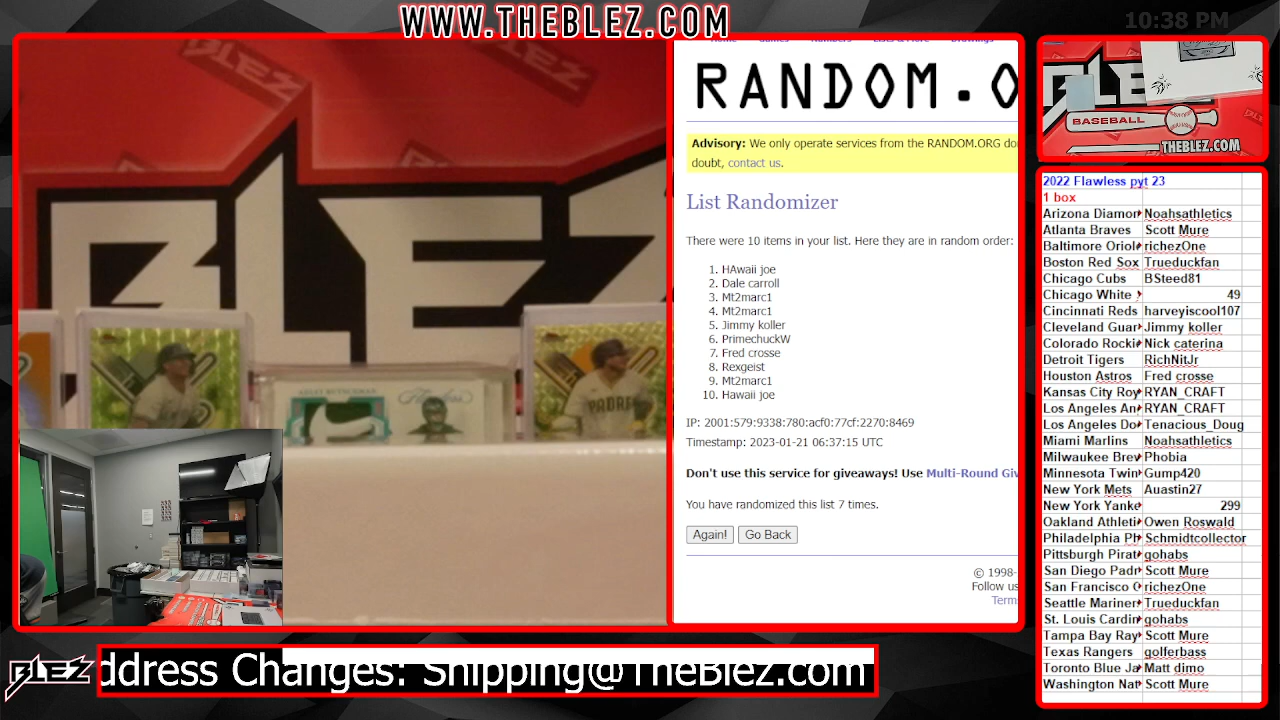 WWW.THEBLEZ.COM
10:38 PM
BLEZ
RANDOM.O
Advisory: We only operate services from the RANDOM.ORG do
doubt, contact us.
List Randomizer
There were 10 items in your list. Here they are in random order:
1. HAwaii joe
2. Dale carroll
3. Mt2marc1
4. Mt2marc1
5. Jimmy koller
6. PrimechuckW
7. Fred crosse
8. Rexgeist
9. Mt2marc1
10. Hawaii joe
IP: 2001:579:9338:780:acf0:77cf:2270:8469
Timestamp: 2023-01-21 06:37:15 UTC
Don't use this service for giveaways! Use Multi-Round Giv
You have randomized this list 7 times.
Again! Go Back
© 1998-
Follow us
Terms
PADRES
BASEBALL
THEBLEZ.COM
2022 Flawless pyt 23
1 box
Arizona Diamon Noahsathletics
Atlanta Braves Scott Mure
Baltimore Oriol richezOne
Boston Red Sox Trueduckfan
Chicago Cubs BSteed81
Chicago White 49
Cincinnati Reds harveyiscool107
Cleveland Guar Jimmy koller
Colorado Rocki Nick caterina
Detroit Tigers RichNitJr
Houston Astros Fred crosse
Kansas City Roy RYAN_CRAFT
Los Angeles An RYAN_CRAFT
Los Angeles Do Tenacious_Doug
Miami Marlins Noahsathletics
Milwaukee Brev Phobia
Minnesota Twin Gump420
New York Mets Auastin27
New York Yanke 299
Oakland Athleti Owen Roswald
Philadelphia Ph Schmidtcollector
Pittsburgh Pirat gohabs
San Diego Padr Scott Mure
San Francisco G richezOne
Seattle Mariner Trueduckfan
St. Louis Cardin gohabs
Tampa Bay Ray Scott Mure
Texas Rangers golferbass
Toronto Blue Ja Matt dimo
Washington Nat Scott Mure
BLEZ
ddress Changes: Shipping@TheBlez.com